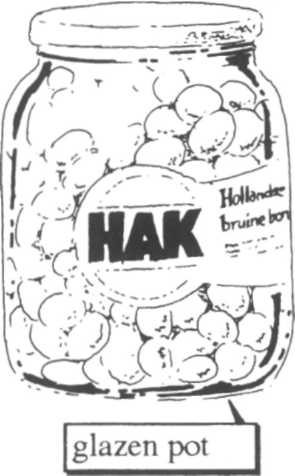 HAK
Hollandse
bruine bon
glazen pot